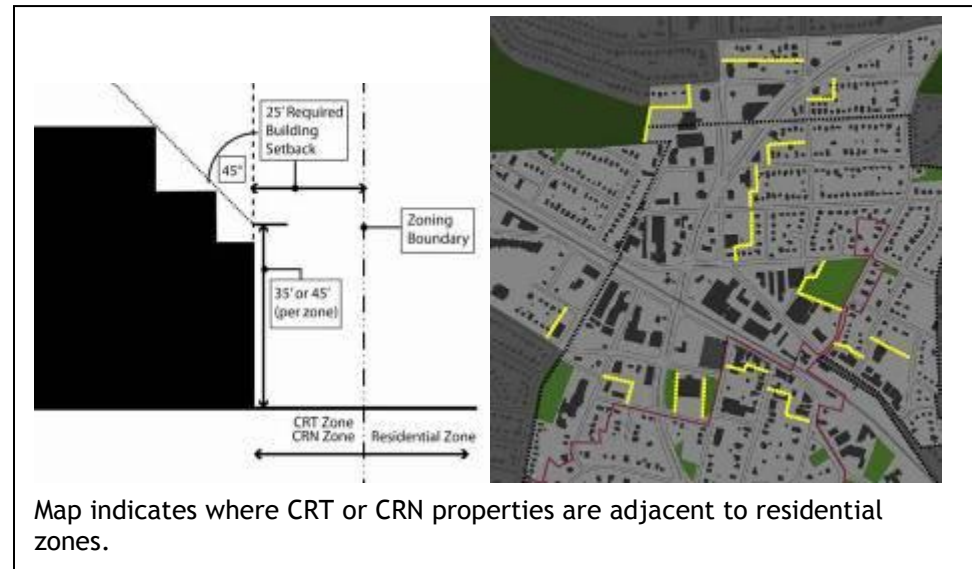 25' Required
Building
Setback
45°
Zoning
Boundary
35' or 45'
(per zone)
CRT Zone
CRN Zone
Residential Zone
Map indicates where CRT or CRN properties are adjacent to residential
zones.